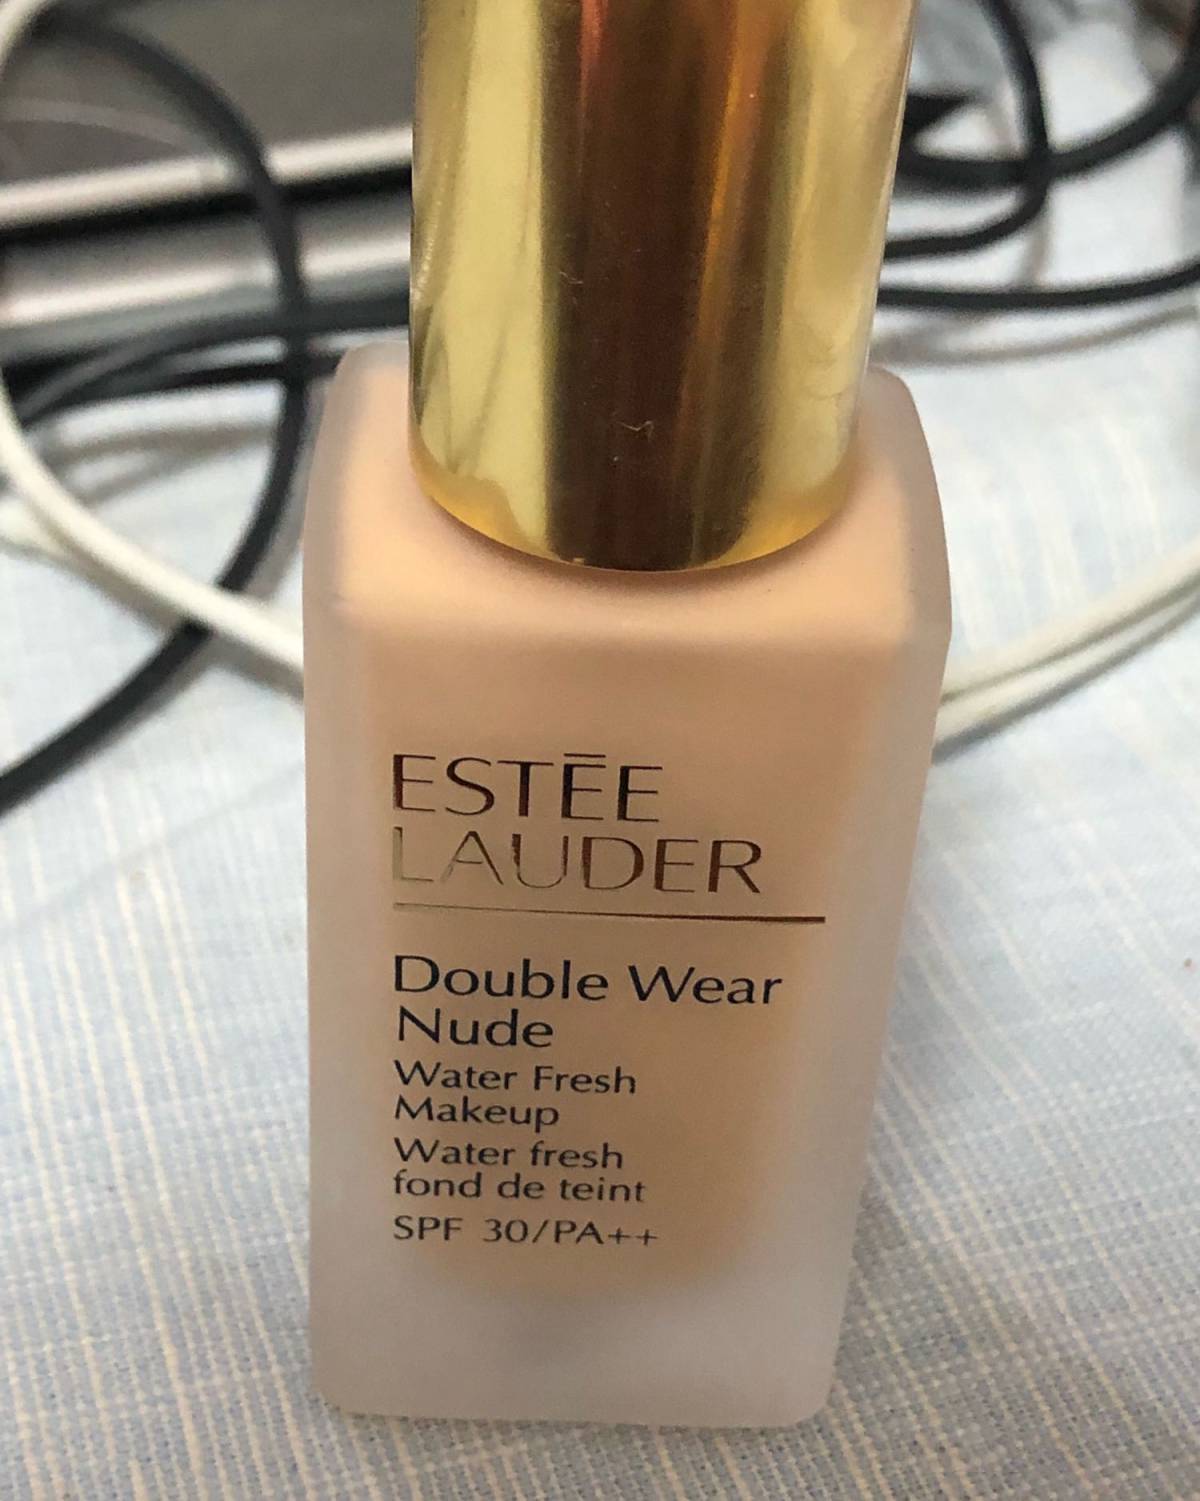 ESTĒE
LAUDER
Double Wear
Nude
Water Fresh
Makeup
Water fresh
fond de teint
SPF 30/PA++